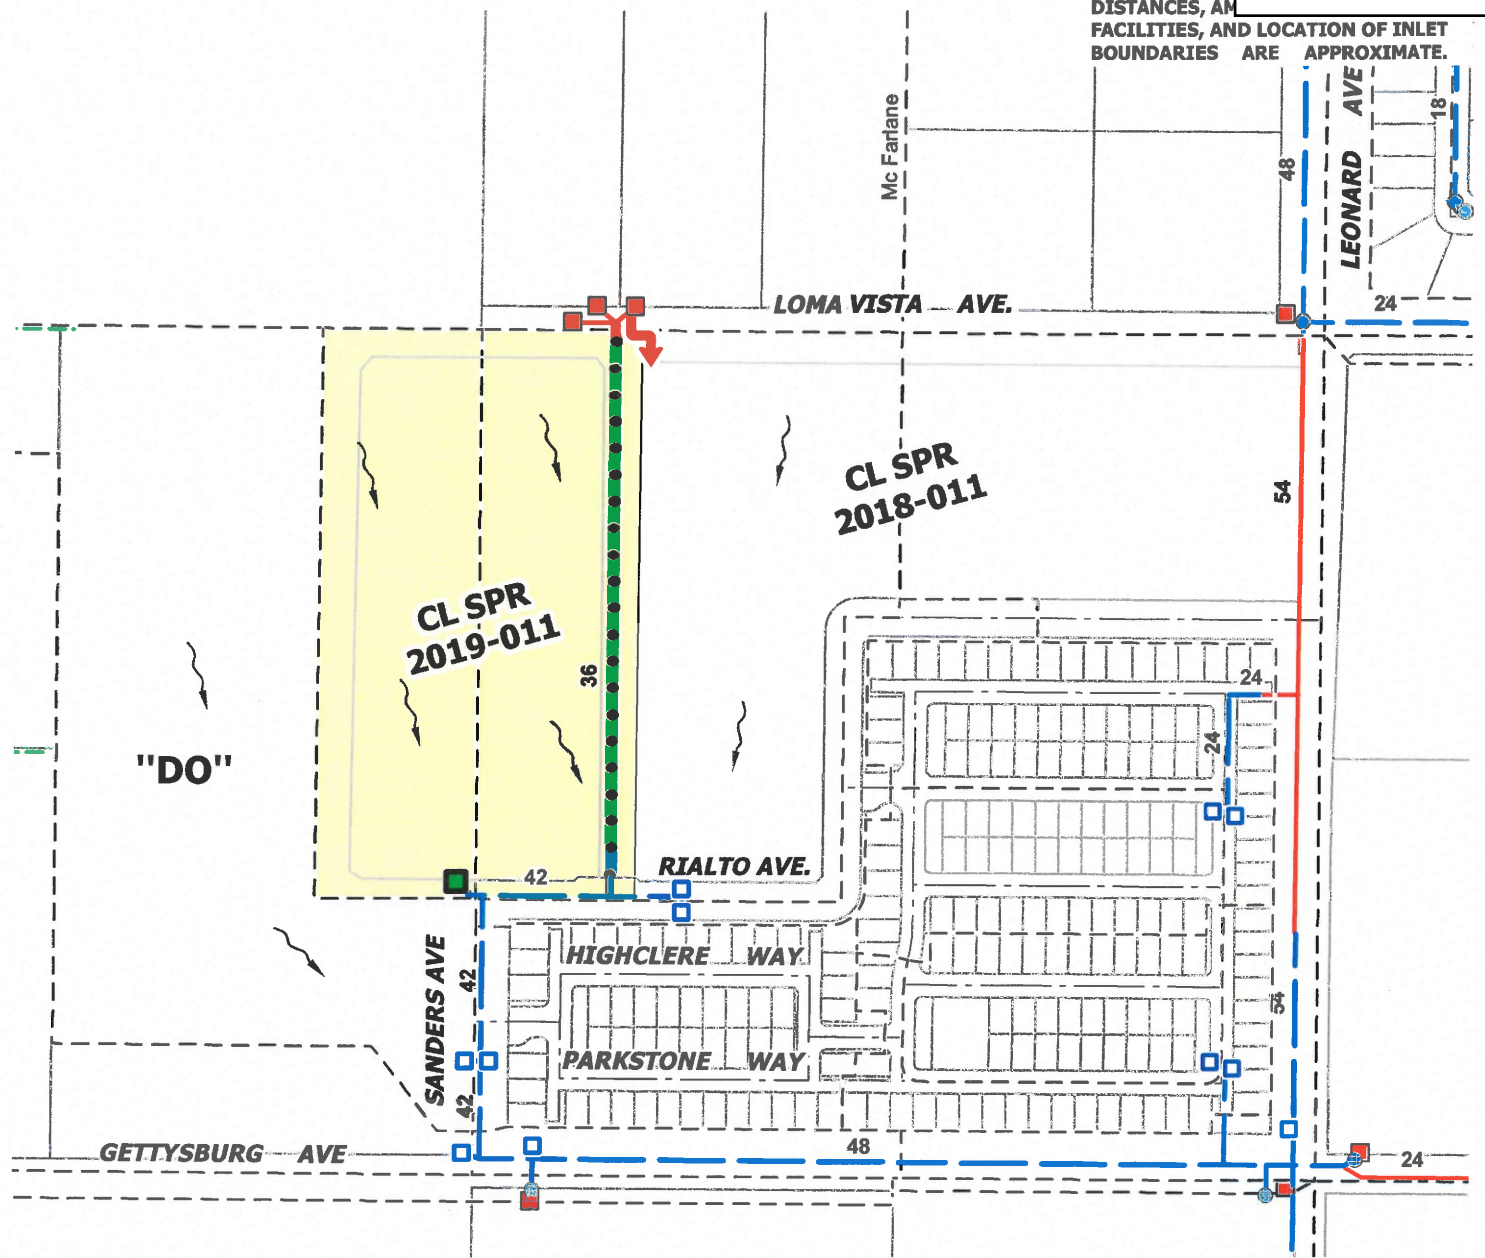 DISTANCES, AM
FACILITIES, AND LOCATION OF INLET
BOUNDARIES ARE APPROXIMATE.
Mc Farlane
48
LEONARD AVE
18
LOMA VISTA AVE.
24
CL SPR
2018-011
54
CL SPR
2019-011
36
24
24
"DO"
RIALTO AVE.
42
HIGHCLERE WAY
SANDERS AVE
42
54
PARKSTONE WAY
42
GETTYSBURG AVE
48
24